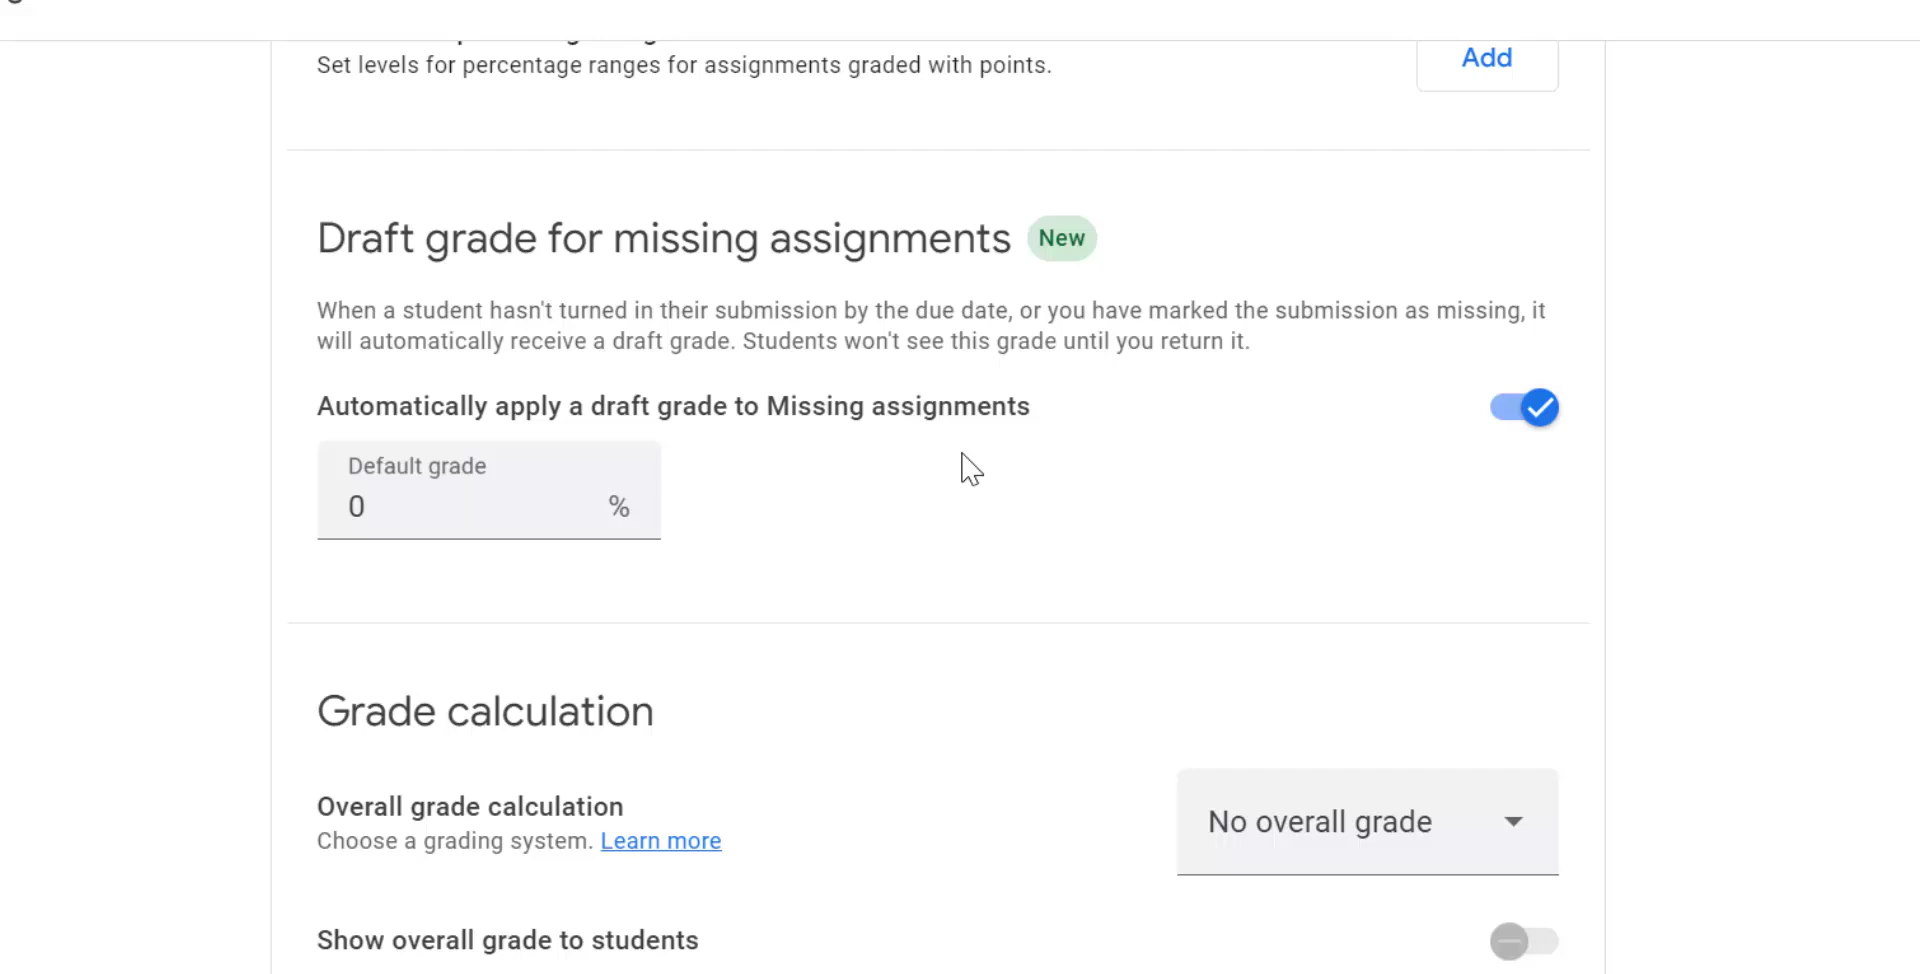 Set levels for percentage ranges for assignments graded with points.
Add
Draft grade for missing assignments New
When a student hasn't turned in their submission by the due date, or you have marked the submission as missing, it
will automatically receive a draft grade. Students won't see this grade until you return it.
Automatically apply a draft grade to Missing assignments
Default grade
0 %
Grade calculation
Overall grade calculation
Choose a grading system. Learn more
No overall grade
Show overall grade to students